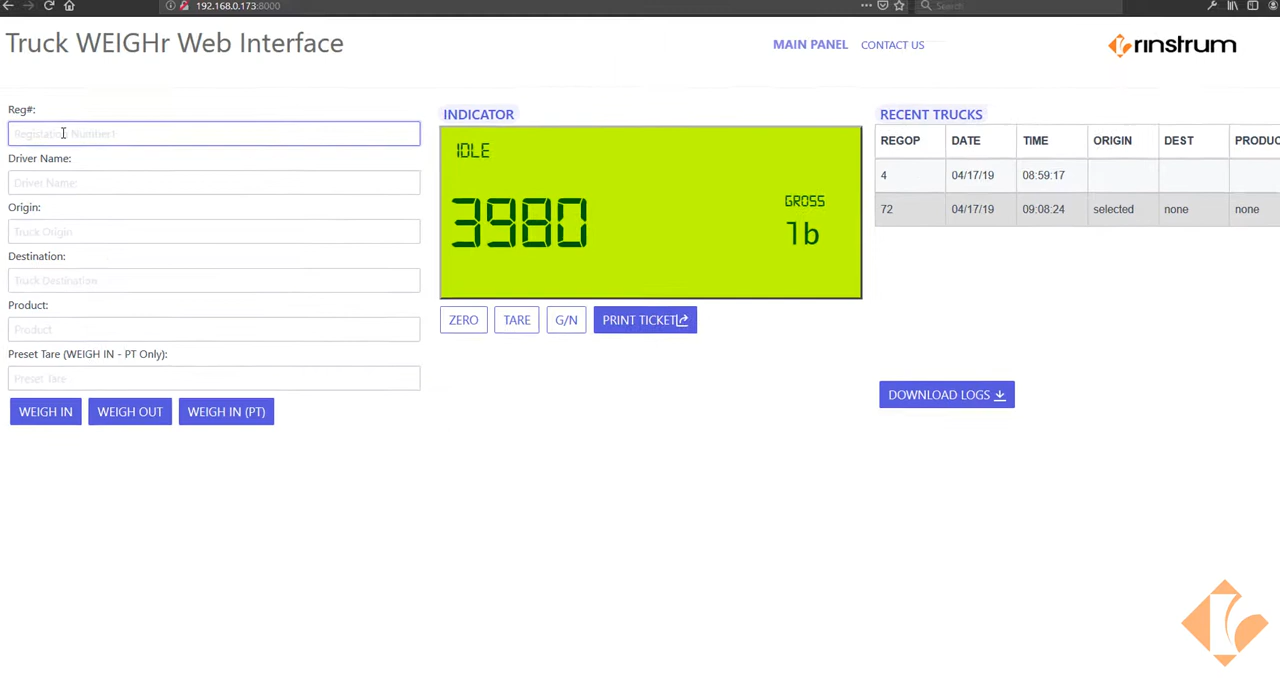 192.168.0.173:8000
Search
Truck WEIGHr Web Interface
MAIN PANEL
CONTACT US
rinstrum
Reg#:
Registation Number1
Driver Name:
Driver Name:
Origin:
Truck Origin
Destination:
Truck Destination
Product:
Product
Preset Tare (WEIGH IN - PT Only):
Preset Tare
WEIGH IN
WEIGH OUT
WEIGH IN (PT)
INDICATOR
IDLE
3980
GROSS
lb
ZERO
TARE
G/N
PRINT TICKET
RECENT TRUCKS
REGOP DATE TIME ORIGIN DEST PRODUC
4 04/17/19 08:59:17
72 04/17/19 09:08:24 selected none none
DOWNLOAD LOGS